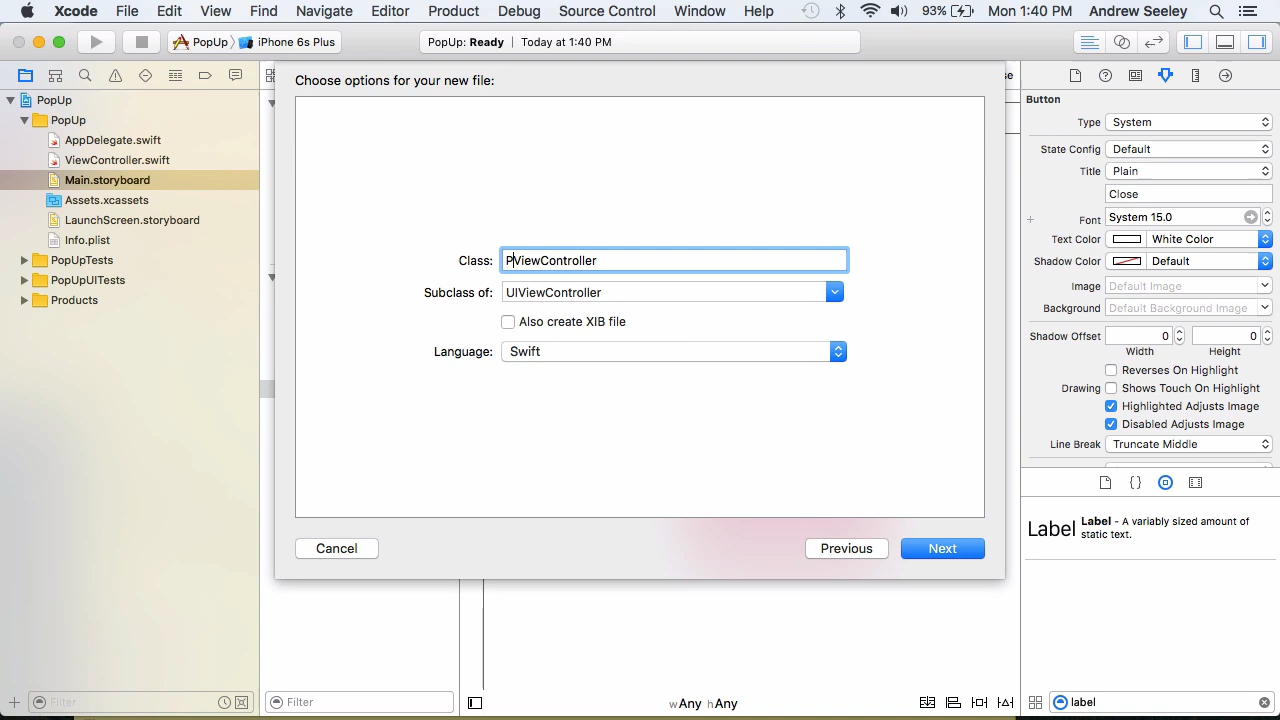 Xcode File Edit View Find Navigate Editor Product Debug Source Control Window Help 93% Mon 1:40 PM Andrew Seeley
PopUp iPhone 6s Plus PopUp: Ready | Today at 1:40 PM
Choose options for your new file:
PopUp
PopUp
AppDelegate.swift
ViewController.swift
Main.storyboard
Assets.xcassets
LaunchScreen.storyboard
Info.plist
PopUpTests
PopUpUITests
Products
Class: PViewController
Subclass of: UIViewController
Also create XIB file
Language: Swift
Cancel Previous Next
Button
Type System
State Config Default
Title Plain
Close
Font System 15.0
Text Color White Color
Shadow Color Default
Image Default Image
Background Default Background Image
Shadow Offset 0 0
Width Height
Reverses On Highlight
Drawing Shows Touch On Highlight
Highlighted Adjusts Image
Disabled Adjusts Image
Line Break Truncate Middle
Label Label - A variably sized amount of
static text.
Filter Filter wAny hAny label